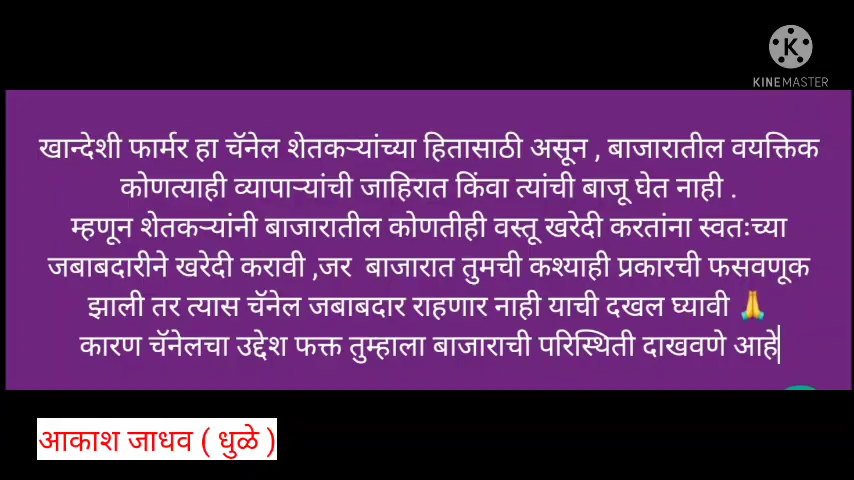 KINEMASTER
खान्देशी फार्मर हा चॅनेल शेतकऱ्यांच्या हितासाठी असून , बाजारातील वयक्तिक
कोणत्याही व्यापाऱ्यांची जाहिरात किंवा त्यांची बाजू घेत नाही .
म्हणून शेतकऱ्यांनी बाजारातील कोणतीही वस्तू खरेदी करतांना स्वतःच्या
जबाबदारीने खरेदी करावी ,जर बाजारात तुमची कश्याही प्रकारची फसवणूक
झाली तर त्यास चॅनेल जबाबदार राहणार नाही याची दखल घ्यावी 🙏
कारण चॅनेलचा उद्देश फक्त तुम्हाला बाजाराची परिस्थिती दाखवणे आहे
आकाश जाधव ( धुळे )